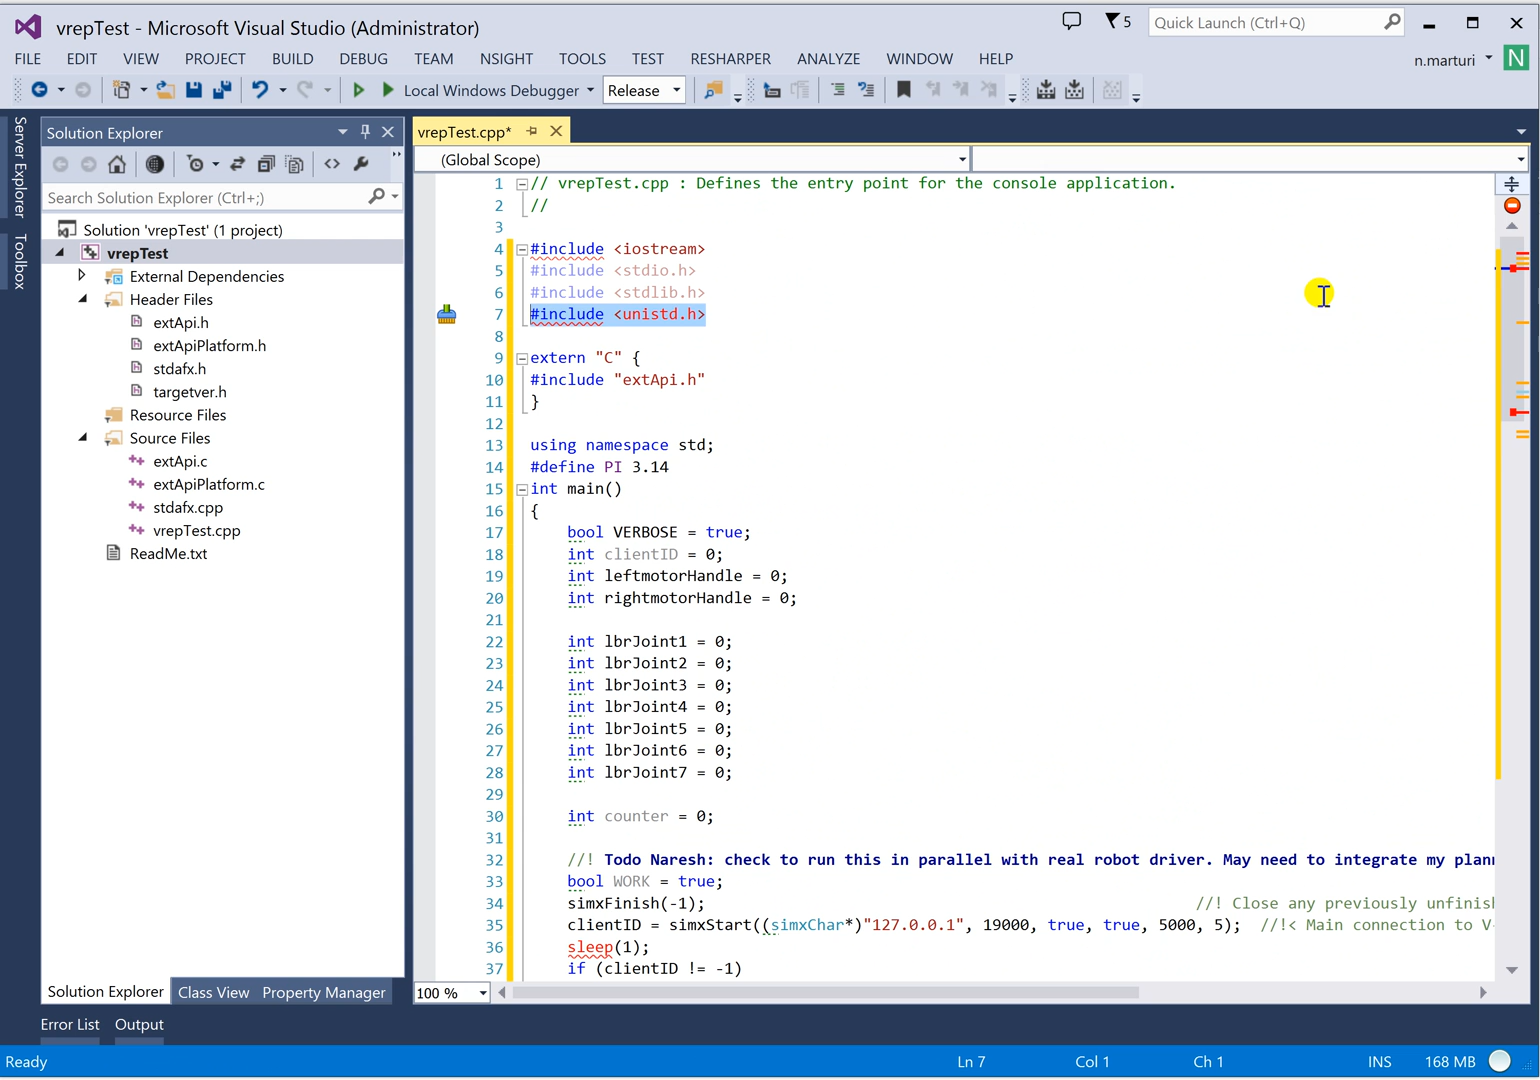 vrepTest - Microsoft Visual Studio (Administrator)
5
Quick Launch (Ctrl+Q)
FILE EDIT VIEW PROJECT BUILD DEBUG TEAM NSIGHT TOOLS TEST RESHARPER ANALYZE WINDOW HELP
n.marturi
N
Local Windows Debugger
Release
Server Explorer
Toolbox
Solution Explorer
Search Solution Explorer (Ctrl+;)
Solution 'vrepTest' (1 project)
vrepTest
External Dependencies
Header Files
extApi.h
extApiPlatform.h
stdafx.h
targetver.h
Resource Files
Source Files
extApi.c
extApiPlatform.c
stdafx.cpp
vrepTest.cpp
ReadMe.txt
Solution Explorer Class View Property Manager
vrepTest.cpp*
(Global Scope)
1 // vrepTest.cpp : Defines the entry point for the console application.
2 //
3
4 #include <iostream>
5 #include <stdio.h>
6 #include <stdlib.h>
7 #include <unistd.h>
8
9 extern "C" {
10 #include "extApi.h"
11 }
12
13 using namespace std;
14 #define PI 3.14
15 int main()
16 {
17 bool VERBOSE = true;
18 int clientID = 0;
19 int leftmotorHandle = 0;
20 int rightmotorHandle = 0;
21
22 int lbrJoint1 = 0;
23 int lbrJoint2 = 0;
24 int lbrJoint3 = 0;
25 int lbrJoint4 = 0;
26 int lbrJoint5 = 0;
27 int lbrJoint6 = 0;
28 int lbrJoint7 = 0;
29
30 int counter = 0;
31
32 //! Todo Naresh: check to run this in parallel with real robot driver. May need to integrate my plann
33 bool WORK = true;
34 simxFinish(-1); //! Close any previously unfinish
35 clientID = simxStart((simxChar*)"127.0.0.1", 19000, true, true, 5000, 5); //!< Main connection to V-
36 sleep(1);
37 if (clientID != -1)
100 %
Error List Output
Ready
Ln 7 Col 1 Ch 1 INS 168 MB